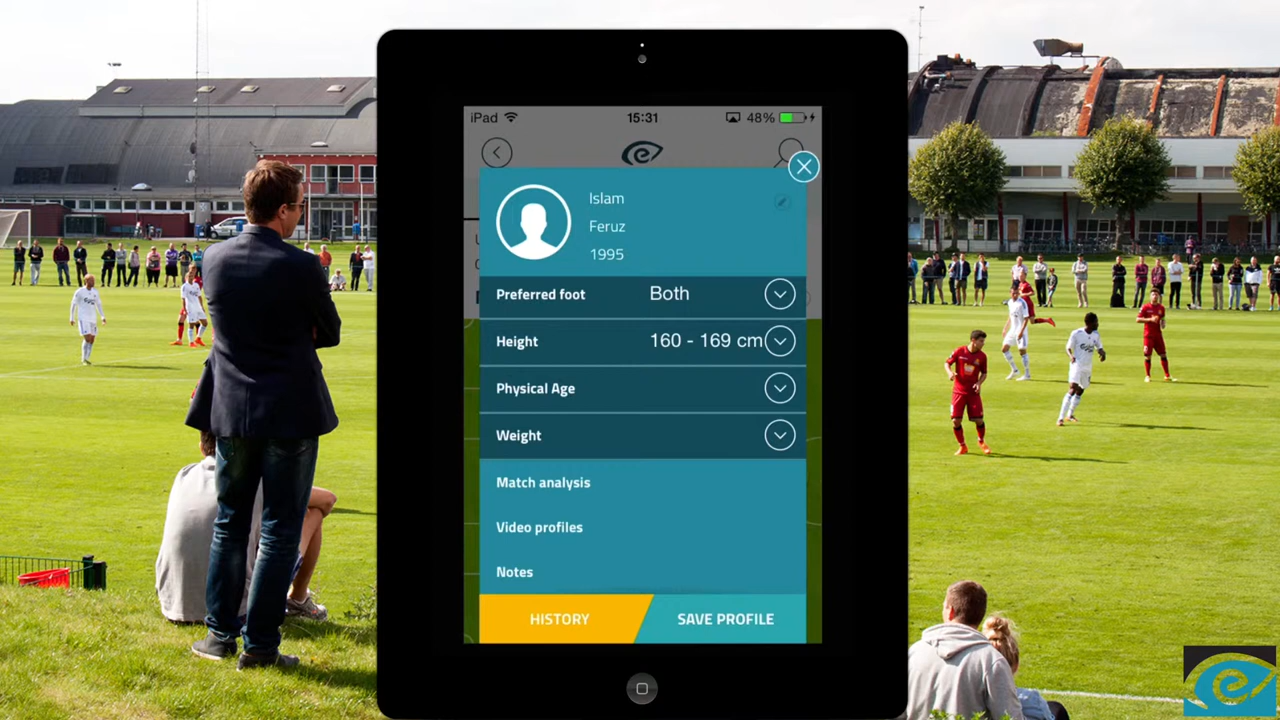 iPad 15:31 48%
Islam
Feruz
1995
Preferred foot Both
Height 160 - 169 cm
Physical Age
Weight
Match analysis
Video profiles
Notes
HISTORY SAVE PROFILE